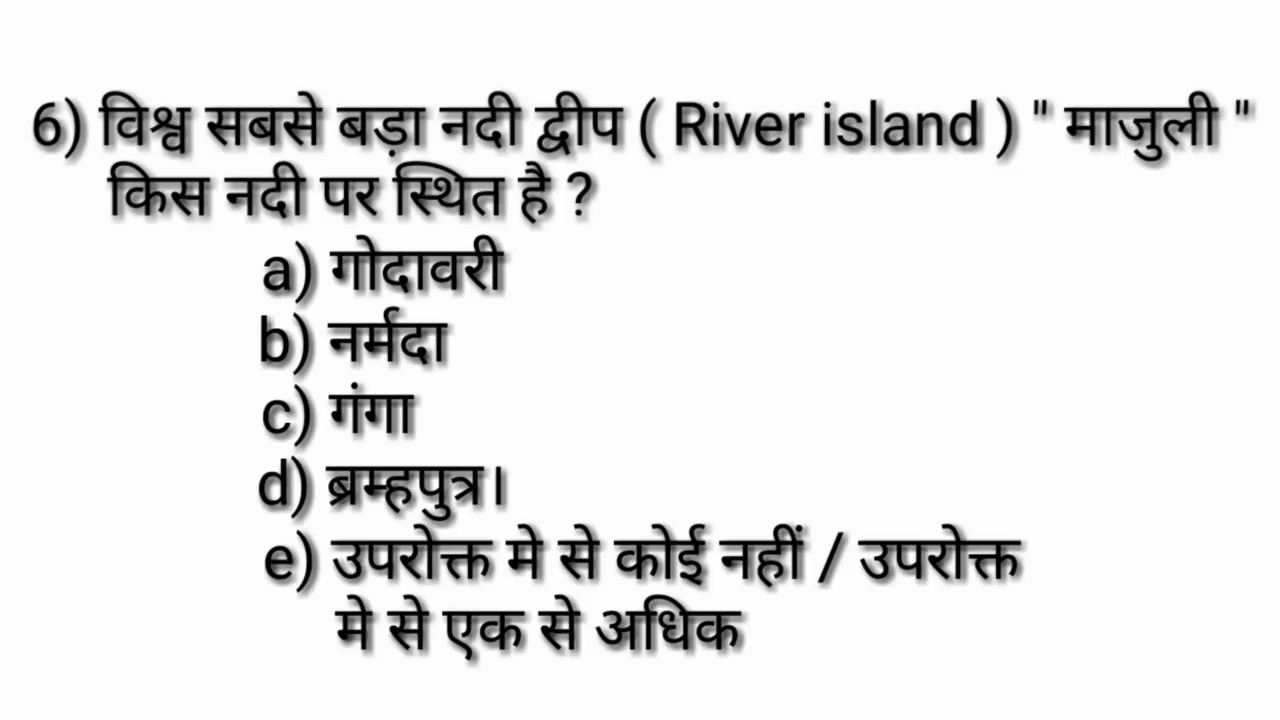 6) विश्व सबसे बड़ा नदी द्वीप ( River island ) " माजुली "
किस नदी पर स्थित है ?
a) गोदावरी
b) नर्मदा
c) गंगा
d) ब्रम्हपुत्र।
e) उपरोक्त मे से कोई नहीं / उपरोक्त
मे से एक से अधिक